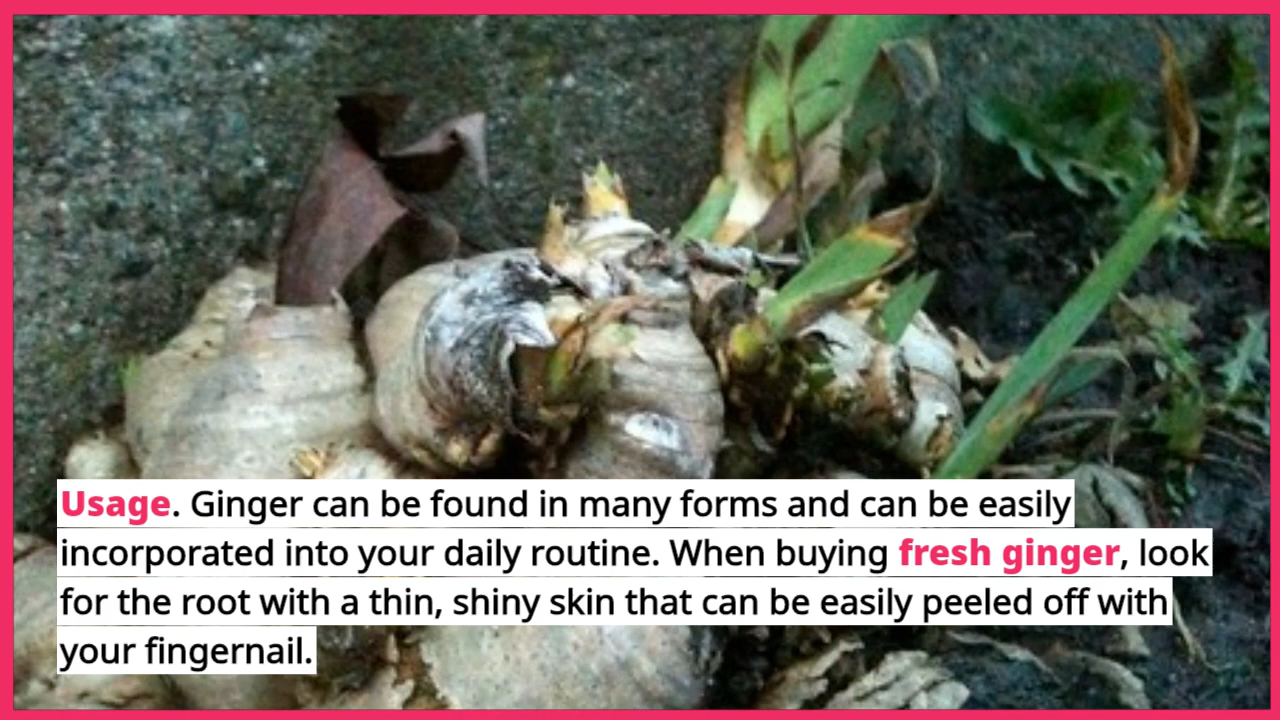 Usage. Ginger can be found in many forms and can be easily
incorporated into your daily routine. When buying fresh ginger, look
for the root with a thin, shiny skin that can be easily peeled off with
your fingernail.